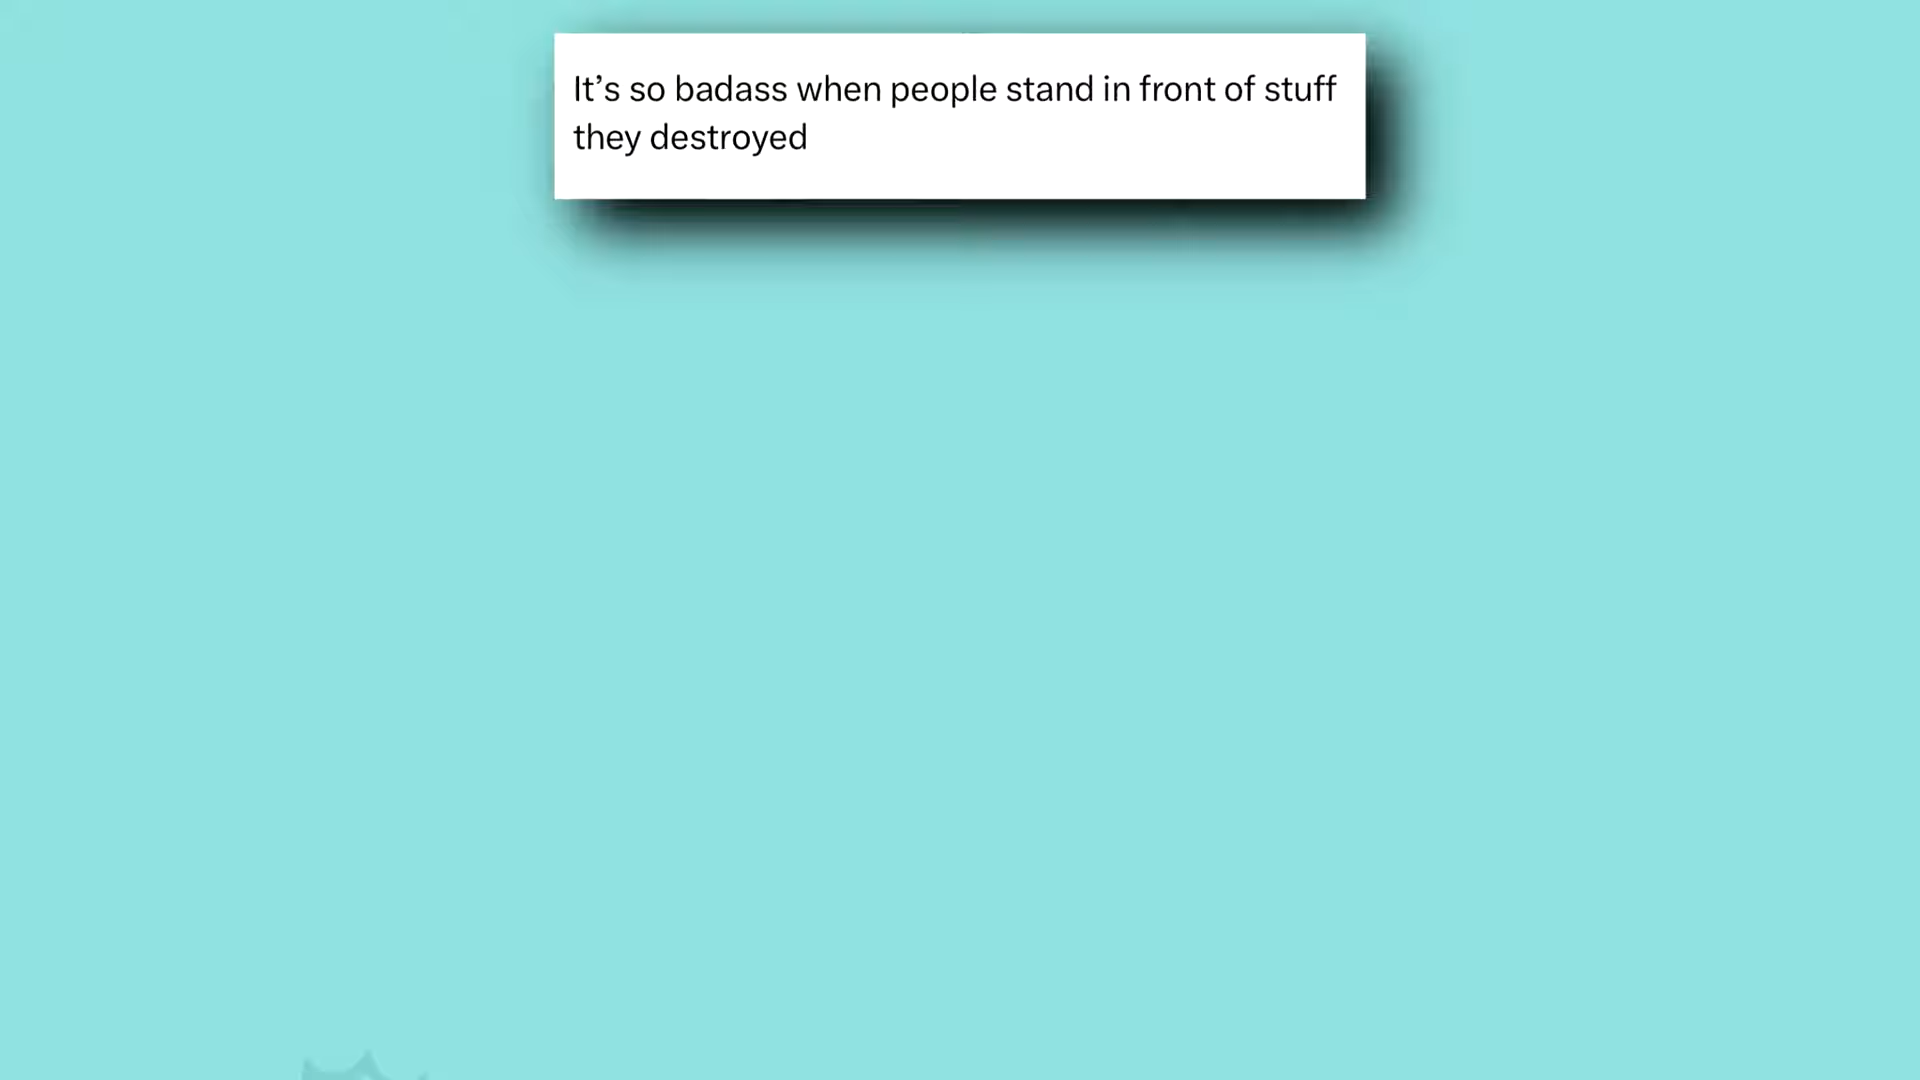 It’s so badass when people stand in front of stuff
they destroyed